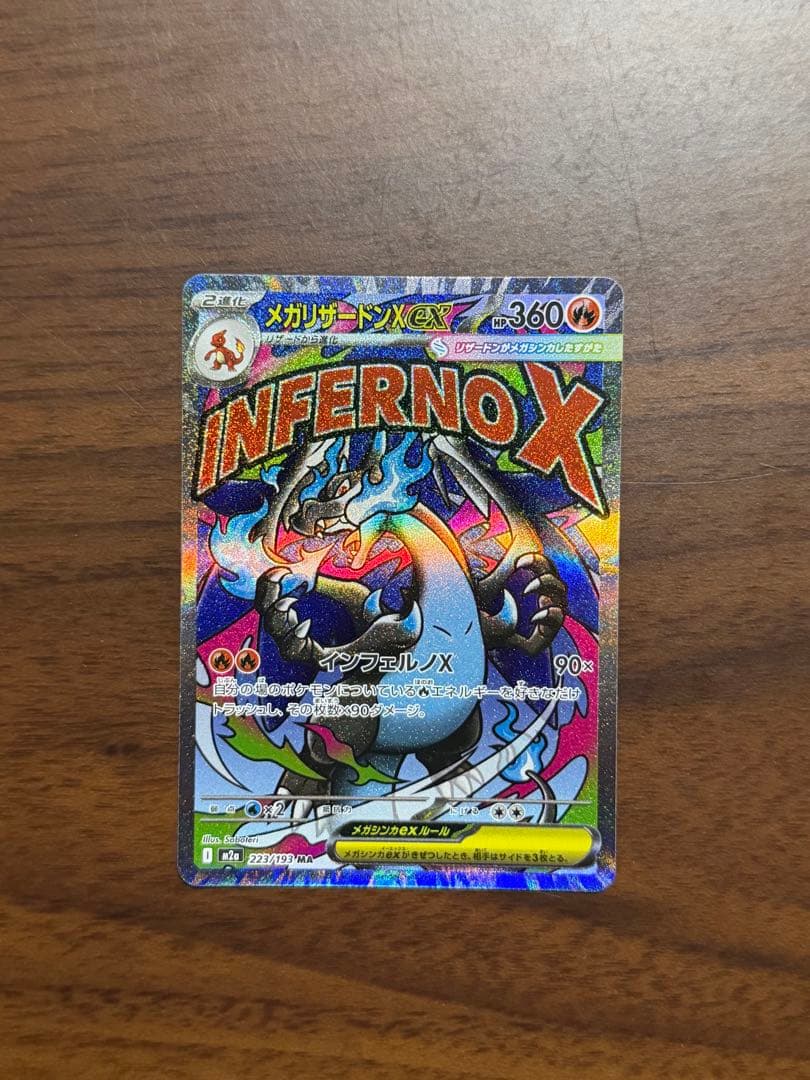 2進化
メガリザードンXex
HP360
リザードから進化
リザードンがメガシンカしたすがた
INFERNO X
インフェルノX 90×
自分の場のポケモンについている炎エネルギーを好きなだけ
トラッシュし、その枚数×90ダメージ。
弱点 ×2 抵抗力 にげる
メガシンカexルール
メガシンカexがきぜつしたとき、相手はサイドを3枚とる。
Illus. Saboteri
D m2a 223/193 MA